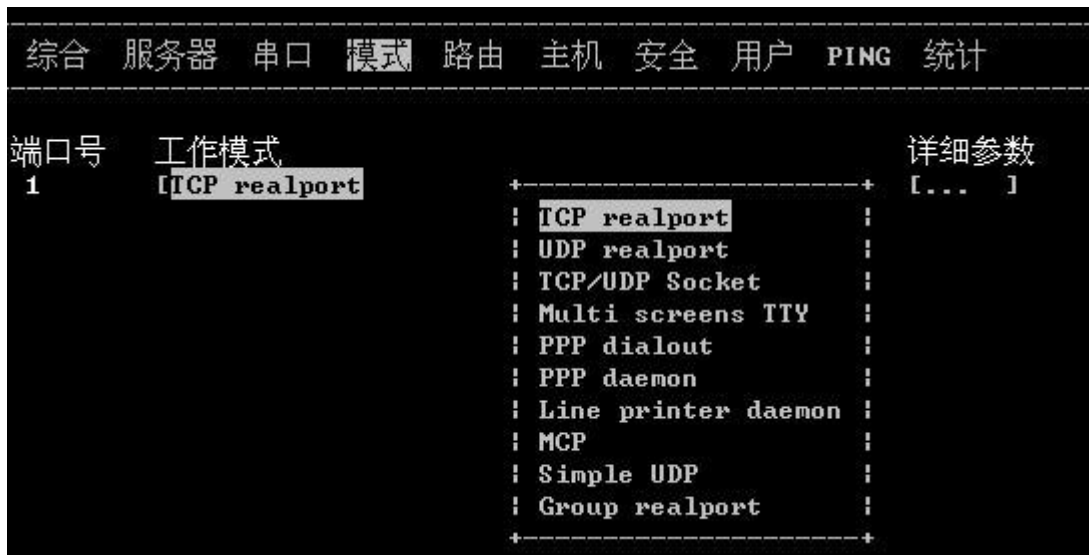 综合 服务器 串口 模式 路由 主机 安全 用户 PING 统计
端口号 工作模式 详细参数
1 [TCP realport [... ]
TCP realport
UDP realport
TCP/UDP Socket
Multi screens TTY
PPP dialout
PPP daemon
Line printer daemon
MCP
Simple UDP
Group realport